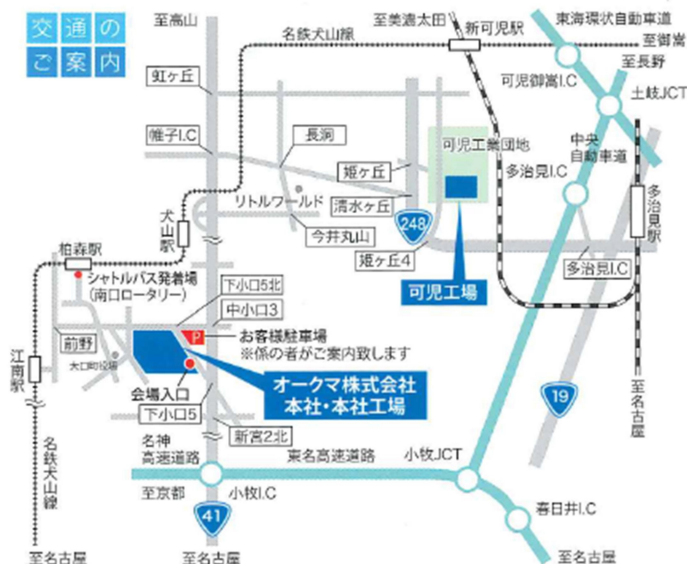 交通の
ご案内
至高山
名鉄犬山線
至美濃太田
新可児駅
東海環状自動車道
至御嵩
至長野
可児御嵩I.C
土岐JCT
虹ヶ丘
帷子I.C
長洞
可児工業団地
中央
自動車道
姫ヶ丘
多治見I.C
リトルワールド
清水ヶ丘
犬山駅
248
今井丸山
多治見駅
柏森駅
姫ヶ丘4
多治見I.C
シャトルバス発着場
(南口ロータリー)
下小口5北
可児工場
中小口3
前野
P
お客様駐車場
※係の者がご案内致します
大口町役場
江南駅
会場入口
オークマ株式会社
本社・本社工場
下小口5
19
至名古屋
新宮2北
名鉄犬山線
名神
高速道路
東名高速道路
小牧JCT
至京都
小牧I.C
41
春日井I.C
至名古屋
至名古屋
至名古屋